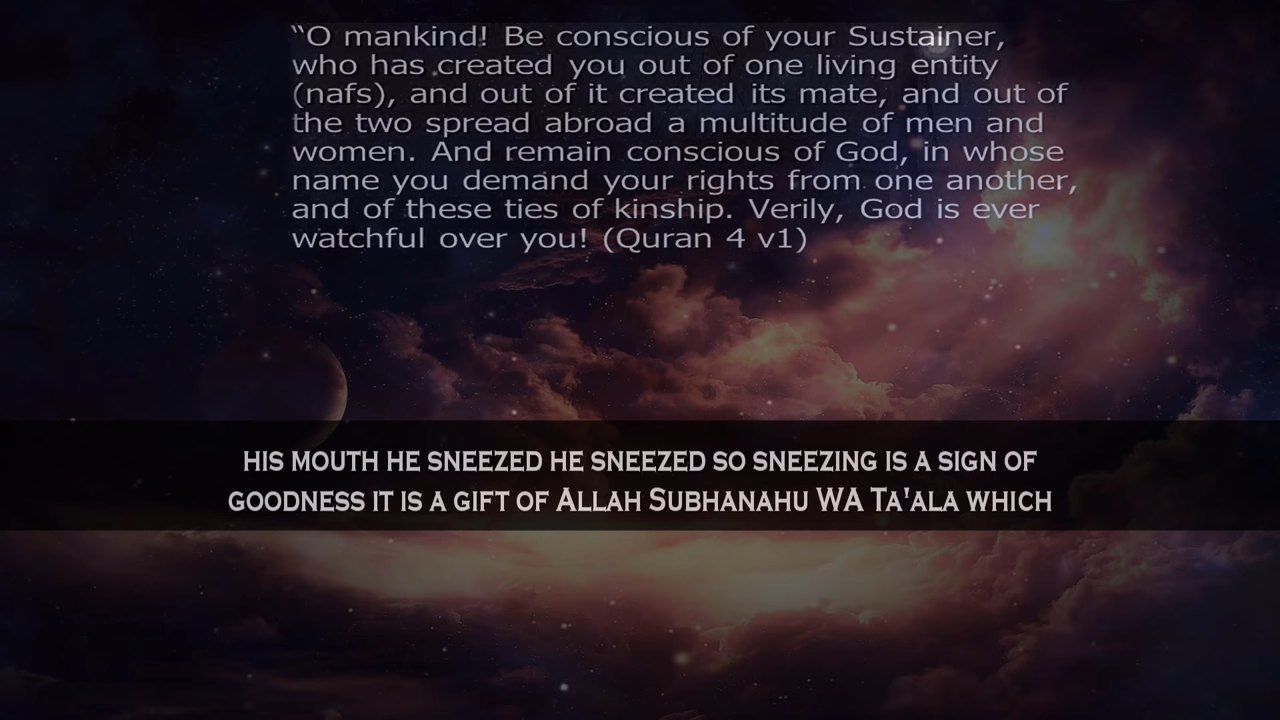 “O mankind! Be conscious of your Sustainer,
who has created you out of one living entity
(nafs), and out of it created its mate, and out of
the two spread abroad a multitude of men and
women. And remain conscious of God, in whose
name you demand your rights from one another,
and of these ties of kinship. Verily, God is ever
watchful over you! (Quran 4 v1)
HIS MOUTH HE SNEEZED HE SNEEZED SO SNEEZING IS A SIGN OF
GOODNESS IT IS A GIFT OF ALLAH SUBHANAHU WA TA'ALA WHICH